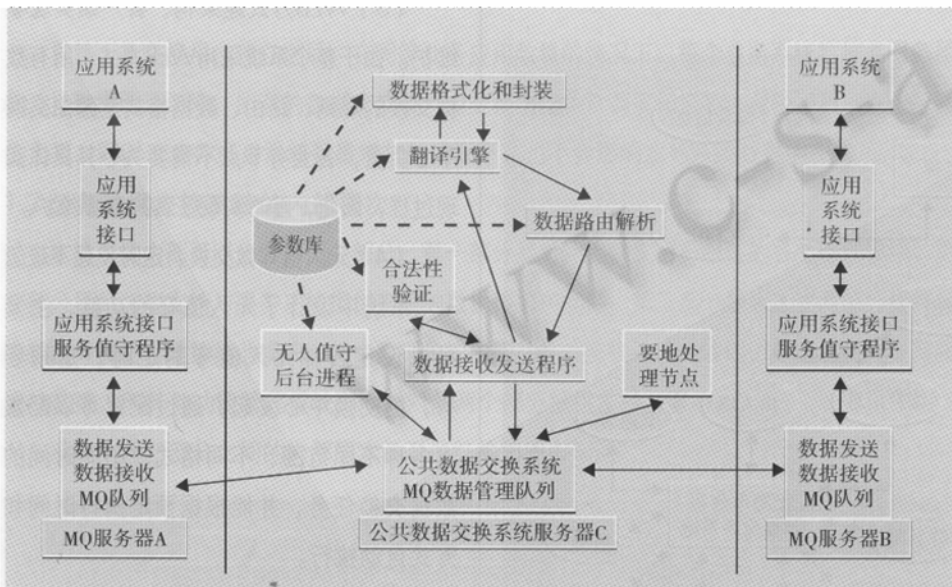 应用系统
A
应用
系统
接口
应用系统接口
服务值守程序
数据发送
数据接收
MQ队列
MQ服务器A
数据格式化和封装
翻译引擎
数据路由解析
参数库
合法性
验证
无人值守
后台进程
数据接收发送程序
要地处
理节点
公共数据交换系统
MQ数据管理队列
公共数据交换系统服务器C
应用系统
B
应用
系统
接口
应用系统接口
服务值守程序
数据发送
数据接收
MQ队列
MQ服务器B
www.c-s-a